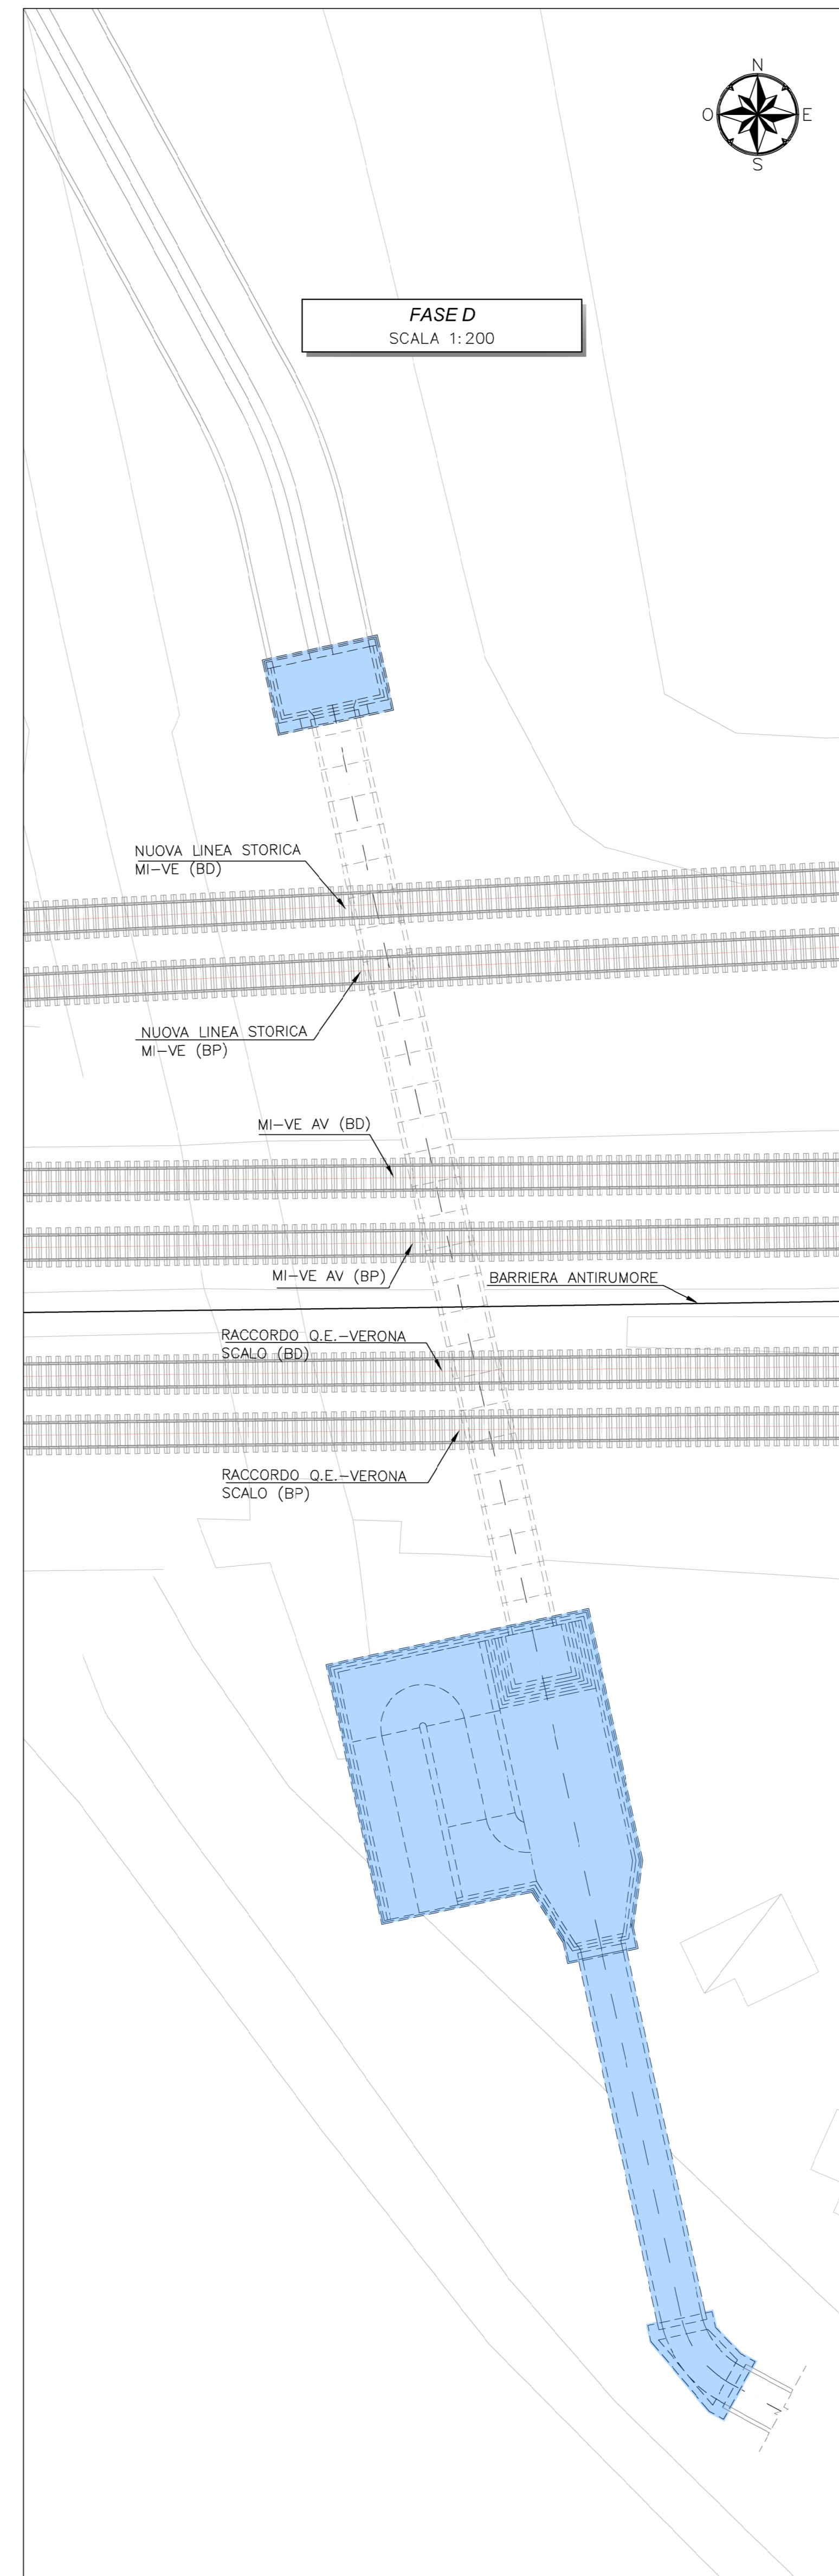 N
O
E
S
FASE D
SCALA 1:200
NUOVA LINEA STORICA
MI-VE (BD)
NUOVA LINEA STORICA
MI-VE (BP)
MI-VE AV (BD)
MI-VE AV (BP)
BARRIERA ANTIRUMORE
RACCORDO Q.E.-VERONA
SCALO (BD)
RACCORDO Q.E.-VERONA
SCALO (BP)